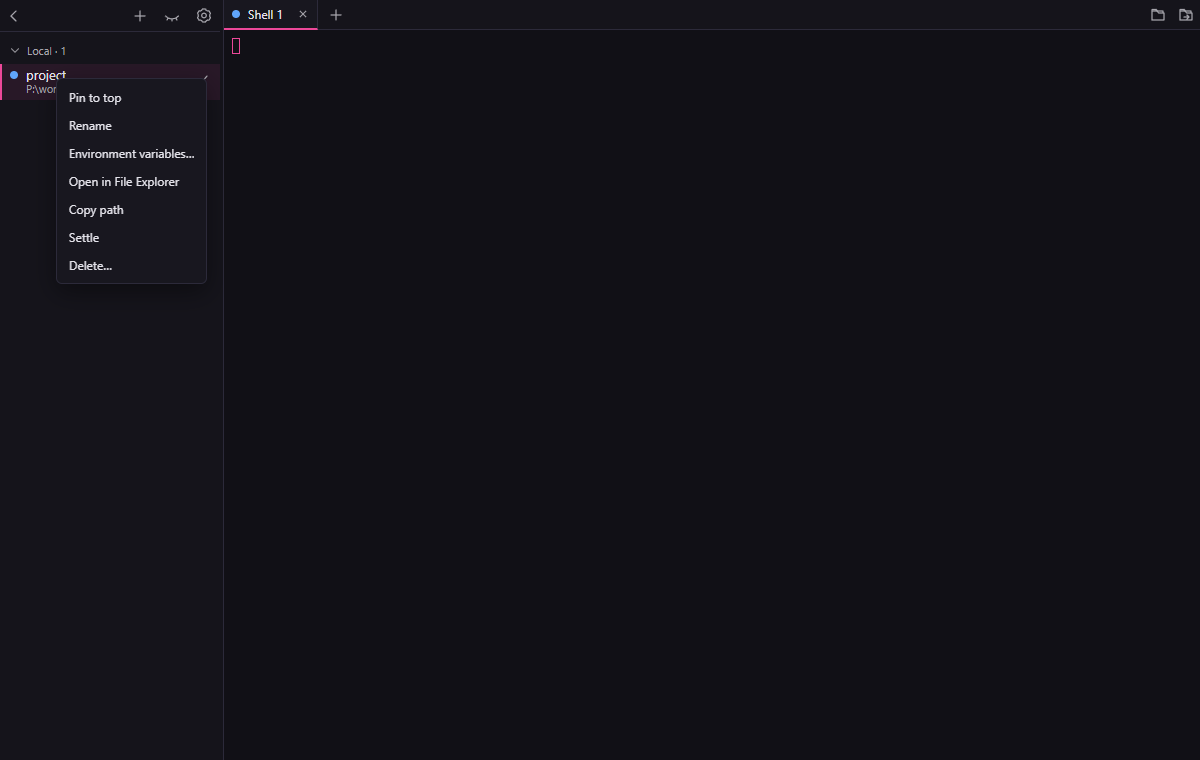 Shell 1
Local · 1
project
P:\wor
Pin to top
Rename
Environment variables...
Open in File Explorer
Copy path
Settle
Delete...